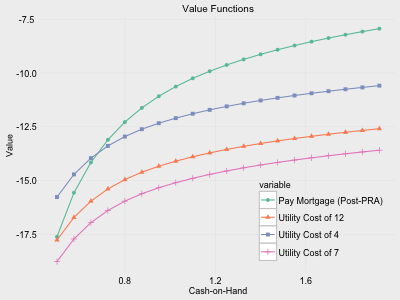 Value Functions
-7.5
-10.0
-12.5
-15.0
-17.5
Value
variable
Pay Mortgage (Post-PRA)
Utility Cost of 12
Utility Cost of 4
Utility Cost of 7
0.8 1.2 1.6
Cash-on-Hand